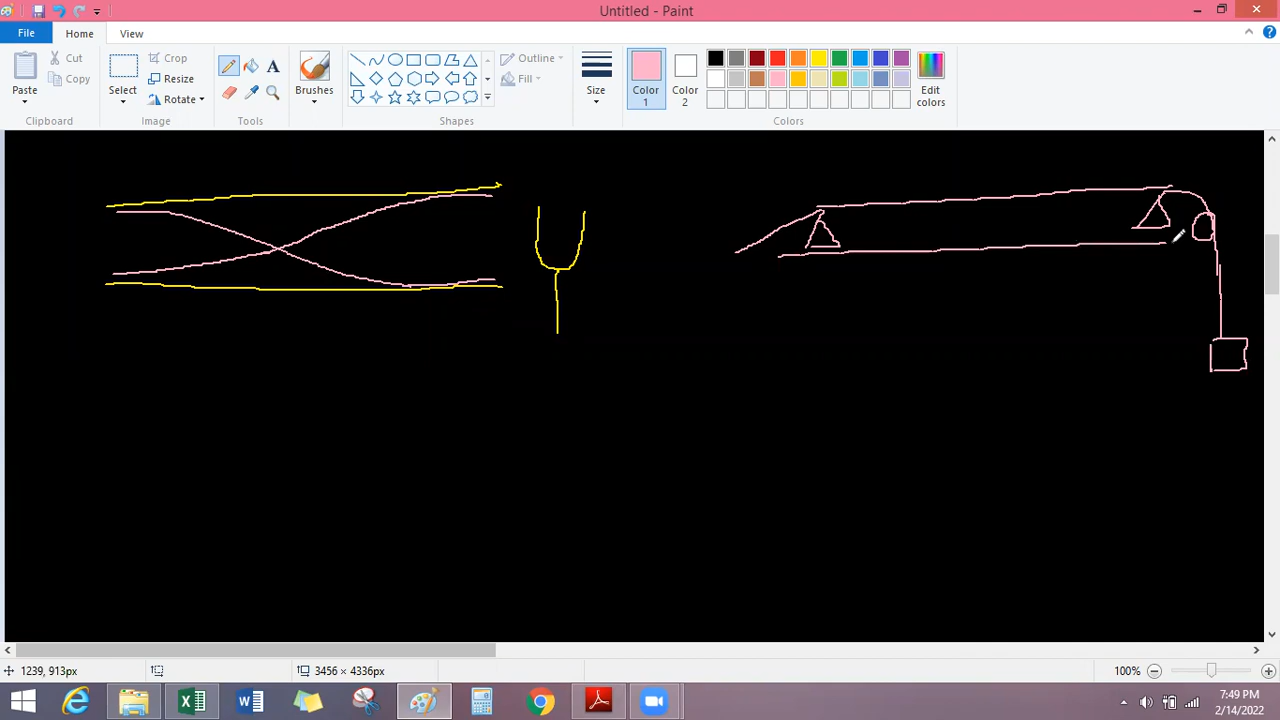 Untitled - Paint
File
Home
View
Paste
Cut
Copy
Clipboard
Select
Crop
Resize
Rotate
Image
A
Tools
Brushes
Outline
Fill
Shapes
Size
Color
1
Color
2
Edit
colors
Colors
1239, 913px
3456 × 4336px
100%
7:49 PM
2/14/2022